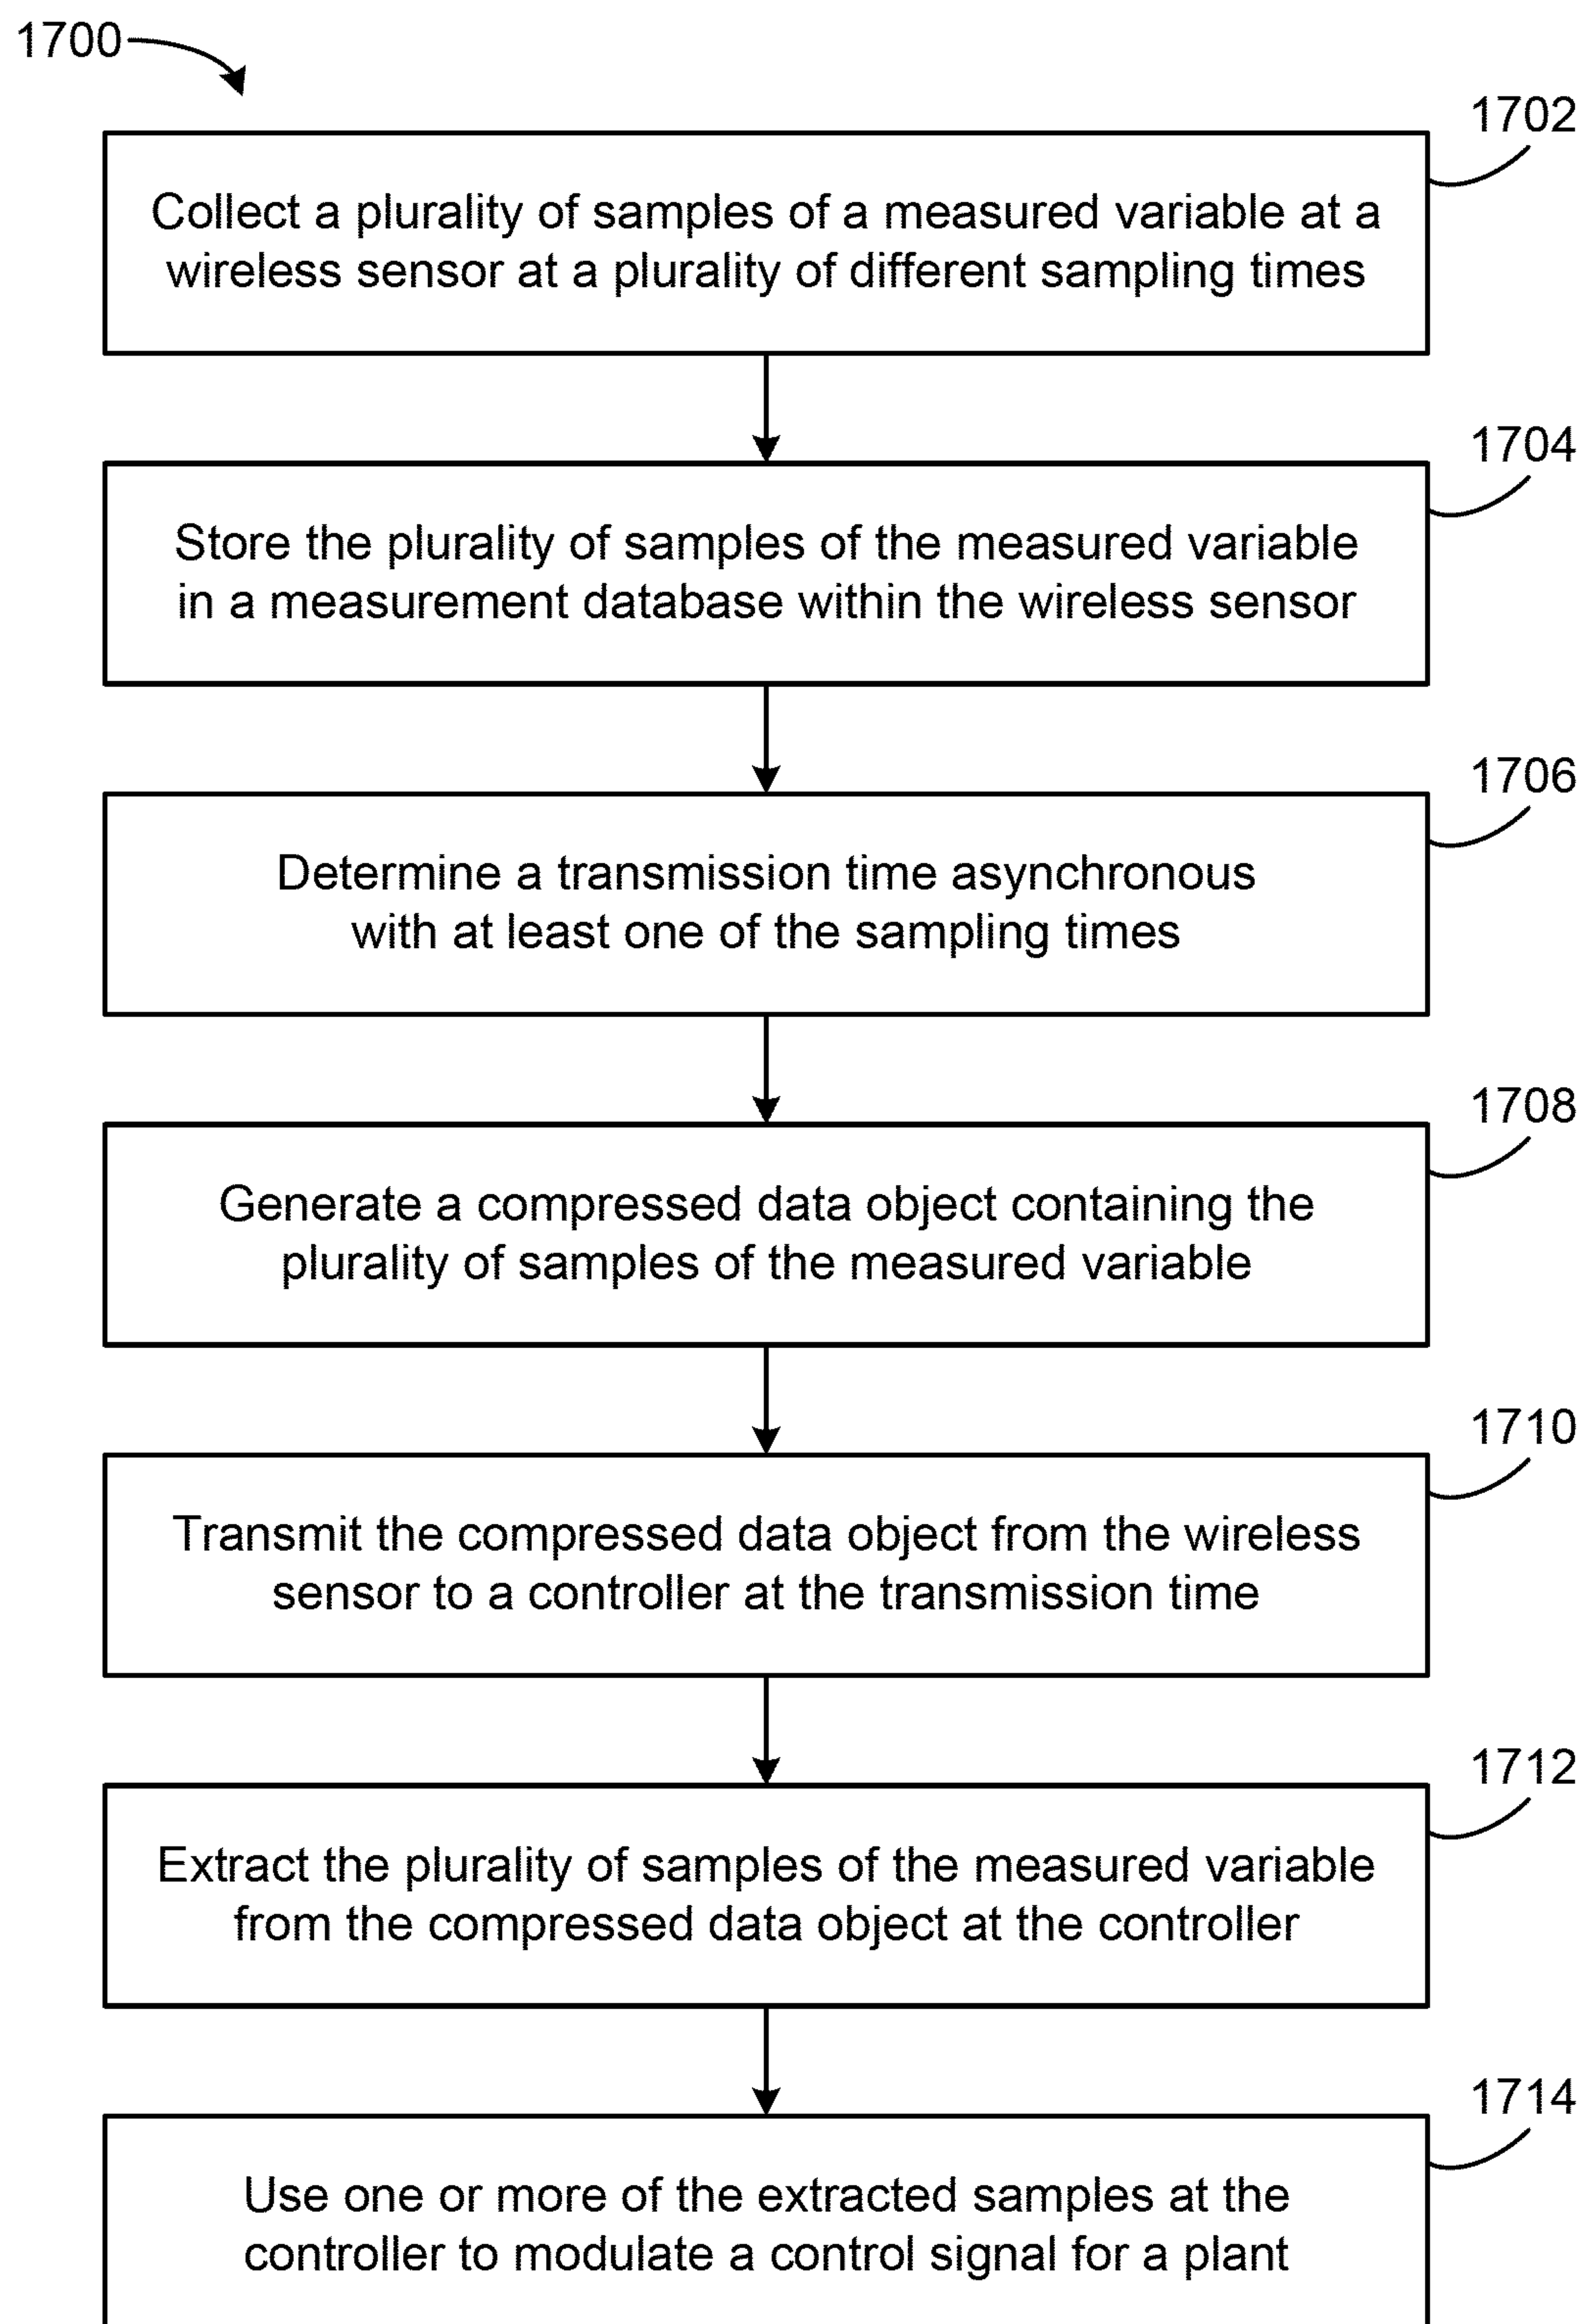 1700
1702
Collect a plurality of samples of a measured variable at a
wireless sensor at a plurality of different sampling times
1704
Store the plurality of samples of the measured variable
in a measurement database within the wireless sensor
1706
Determine a transmission time asynchronous
with at least one of the sampling times
1708
Generate a compressed data object containing the
plurality of samples of the measured variable
1710
Transmit the compressed data object from the wireless
sensor to a controller at the transmission time
1712
Extract the plurality of samples of the measured variable
from the compressed data object at the controller
1714
Use one or more of the extracted samples at the
controller to modulate a control signal for a plant